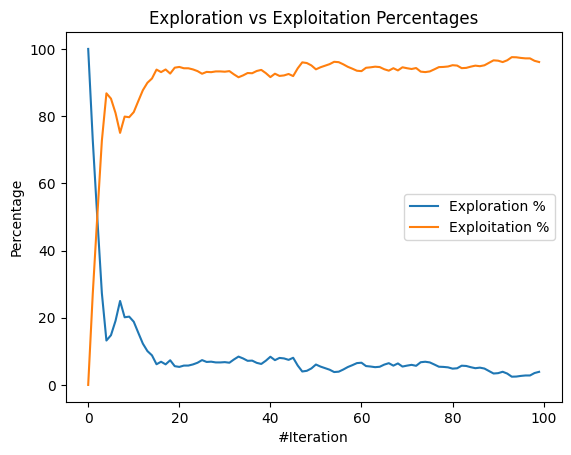 Exploration vs Exploitation Percentages
100
80
60
40
20
0
Percentage
Exploration %
Exploitation %
0
20
40
60
80
100
#Iteration